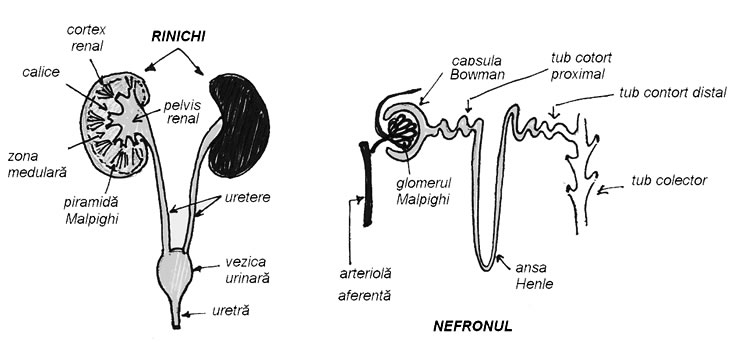 cortex
renal
RINICHI
calice
pelvis
renal
zona
medulară
piramidă
Malpighi
uretere
vezica
urinară
uretră
capsula
Bowman
tub cotort
proximal
tub contort distal
glomerul
Malpighi
tub colector
arteriolă
aferentă
ansa
Henle
NEFRONUL